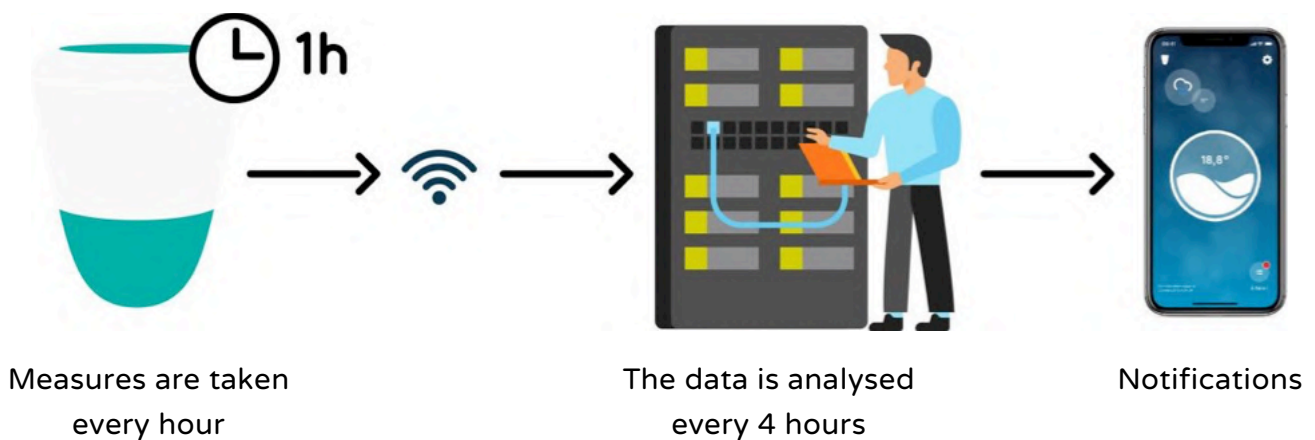 1h
18,8°
Measures are taken
every hour
The data is analysed
every 4 hours
Notifications